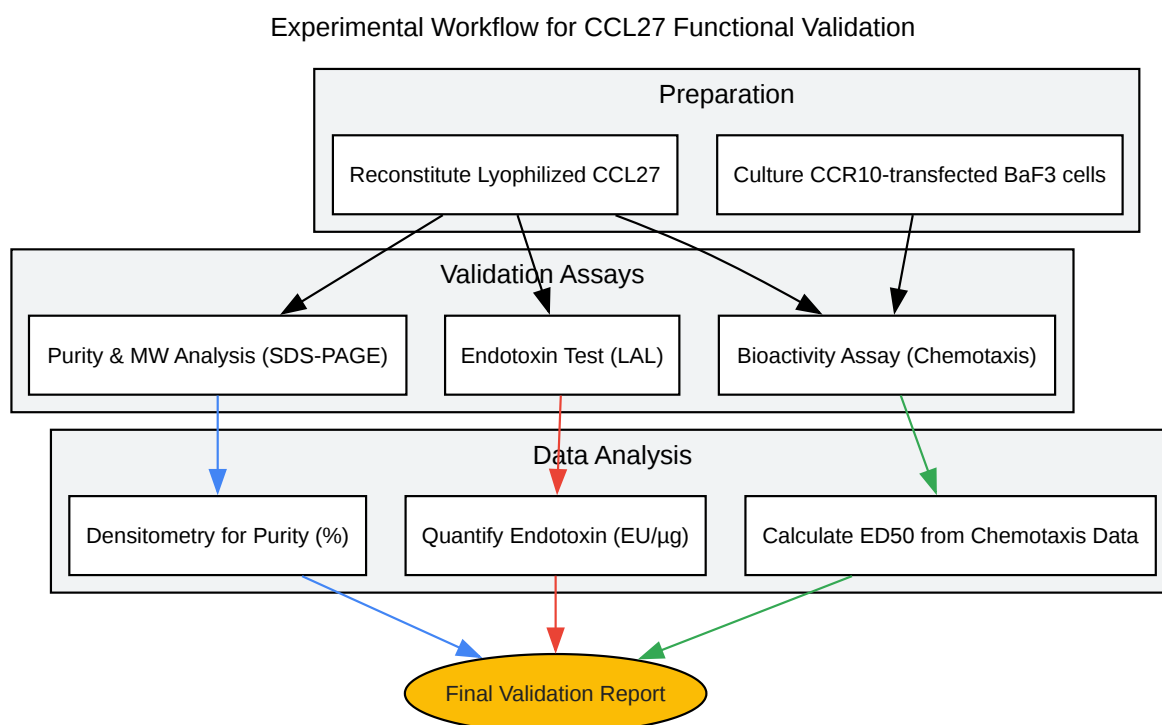 Experimental Workflow for CCL27 Functional Validation
Preparation
Reconstitute Lyophilized CCL27
Culture CCR10-transfected BaF3 cells
Validation Assays
Purity & MW Analysis (SDS-PAGE)
Endotoxin Test (LAL)
Bioactivity Assay (Chemotaxis)
Data Analysis
Densitometry for Purity (%)
Quantify Endotoxin (EU/µg)
Calculate ED50 from Chemotaxis Data
Final Validation Report